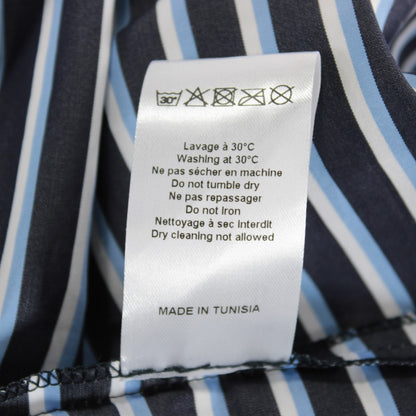 30°
Lavage à 30°C
Washing at 30°C
Ne pas sécher en machine
Do not tumble dry
Ne pas repassager
Do not Iron
Nettoyage à sec interdit
Dry cleaning not allowed
MADE IN TUNISIA